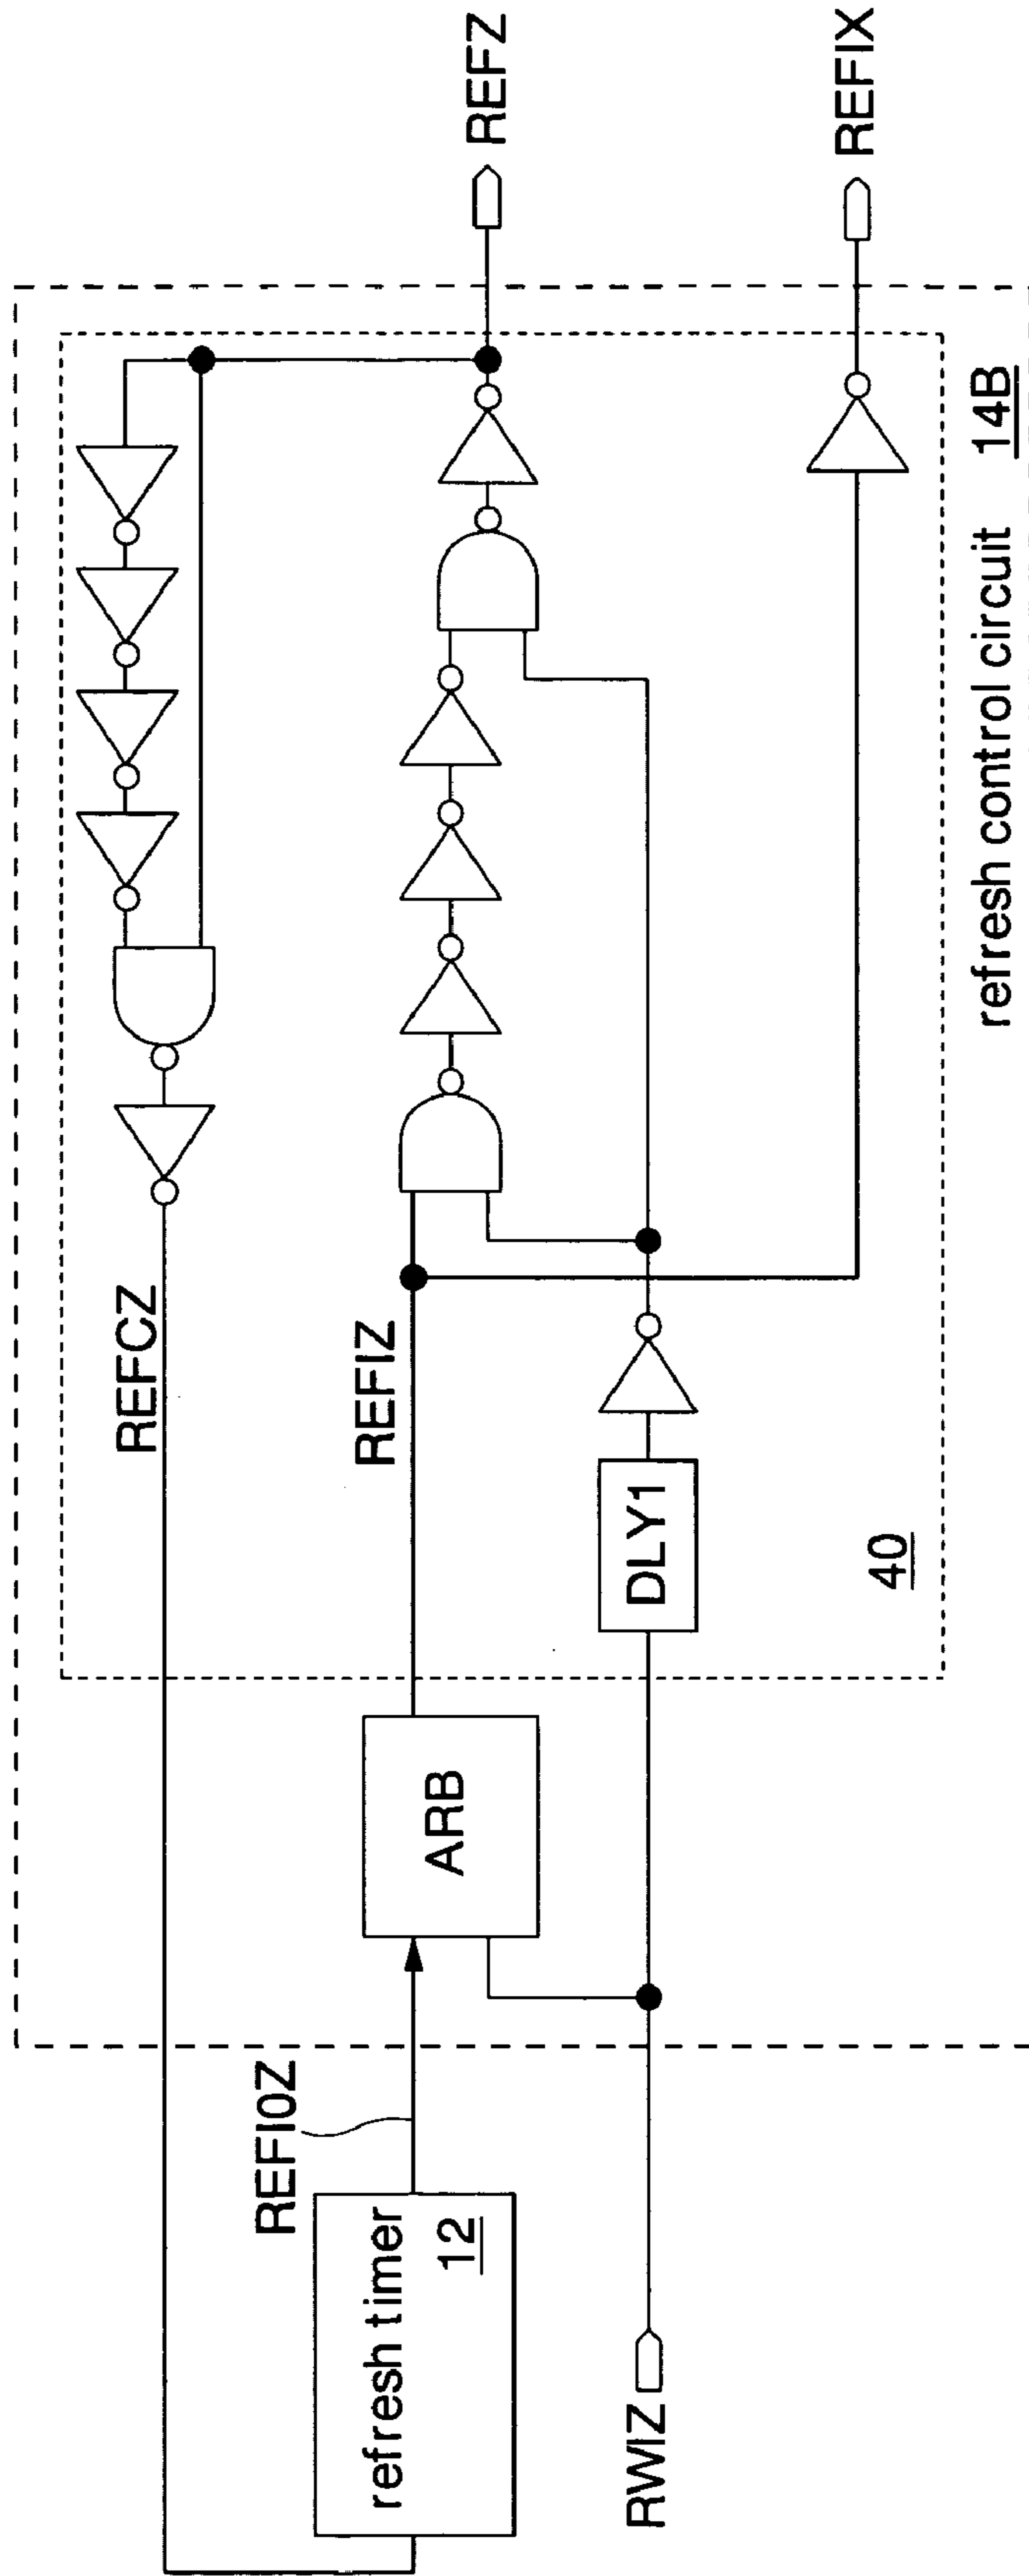 REFCZ
REFIZ
REFI0Z
refresh timer
12
ARB
DLY1
RWIZ
REFZ
REFIX
40
refresh control circuit 14B